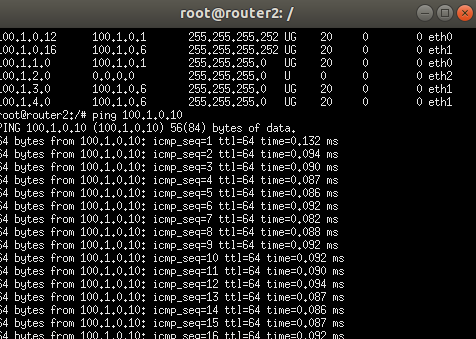 root@router2: /
00.1.0.12 100.1.0.1 255.255.255.252 UG 20 0 0 eth0
00.1.0.16 100.1.0.6 255.255.255.252 UG 20 0 0 eth1
00.1.1.0 100.1.0.1 255.255.255.0 UG 20 0 0 eth0
00.1.2.0 0.0.0.0 255.255.255.0 U 0 0 0 eth2
00.1.3.0 100.1.0.6 255.255.255.0 UG 20 0 0 eth1
00.1.4.0 100.1.0.6 255.255.255.0 UG 20 0 0 eth1
root@router2:/# ping 100.1.0.10
PING 100.1.0.10 (100.1.0.10) 56(84) bytes of data.
64 bytes from 100.1.0.10: icmp_seq=1 ttl=64 time=0.132 ms
64 bytes from 100.1.0.10: icmp_seq=2 ttl=64 time=0.094 ms
64 bytes from 100.1.0.10: icmp_seq=3 ttl=64 time=0.090 ms
64 bytes from 100.1.0.10: icmp_seq=4 ttl=64 time=0.087 ms
64 bytes from 100.1.0.10: icmp_seq=5 ttl=64 time=0.086 ms
64 bytes from 100.1.0.10: icmp_seq=6 ttl=64 time=0.092 ms
64 bytes from 100.1.0.10: icmp_seq=7 ttl=64 time=0.082 ms
64 bytes from 100.1.0.10: icmp_seq=8 ttl=64 time=0.088 ms
64 bytes from 100.1.0.10: icmp_seq=9 ttl=64 time=0.092 ms
64 bytes from 100.1.0.10: icmp_seq=10 ttl=64 time=0.092 ms
64 bytes from 100.1.0.10: icmp_seq=11 ttl=64 time=0.090 ms
64 bytes from 100.1.0.10: icmp_seq=12 ttl=64 time=0.094 ms
64 bytes from 100.1.0.10: icmp_seq=13 ttl=64 time=0.087 ms
64 bytes from 100.1.0.10: icmp_seq=14 ttl=64 time=0.086 ms
64 bytes from 100.1.0.10: icmp_seq=15 ttl=64 time=0.087 ms
64 bytes from 100.1.0.10: icmp_seq=16 ttl=64 time=0.092 ms